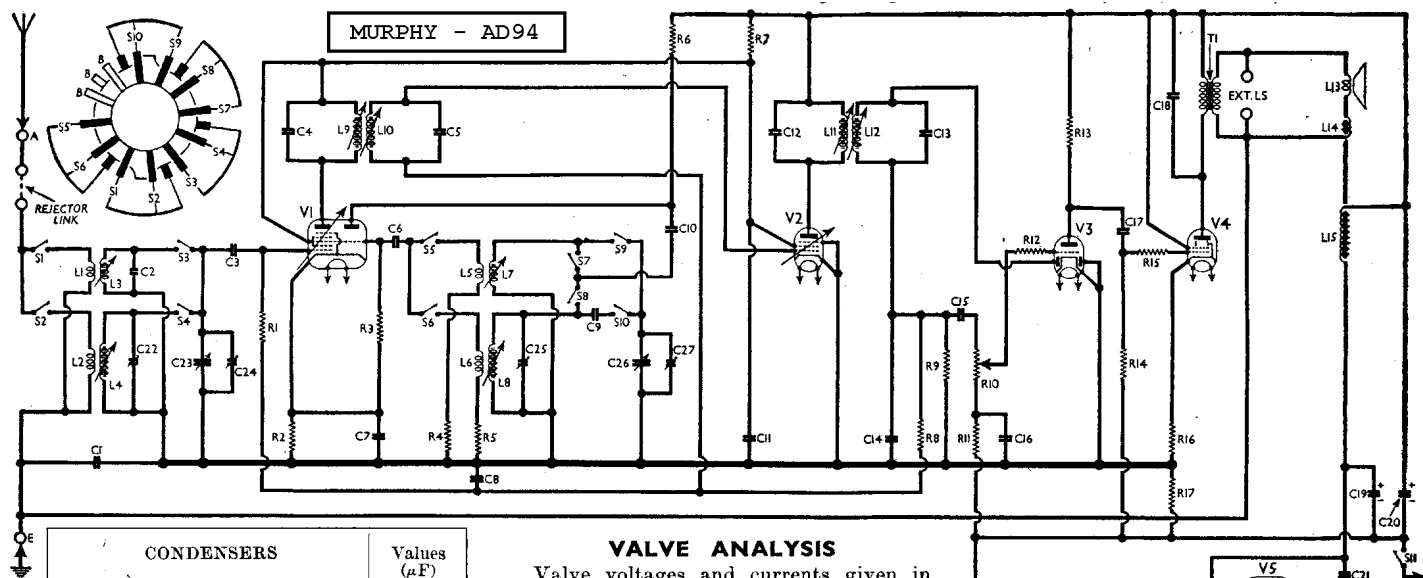 MURPHY - AD94
S10
S9
B
B
B
S8
S7
S5
S4
S6
S1
S2
S3
A
REJECTOR
LINK
R6
R7
T1
EXT. LS
L13
L14
C18
C4
L9
L10
C5
C12
L11
L12
C13
R13
V1
C6
S5
S9
C10
V2
V3
C17
V4
L15
S1
L1
C2
S3
C3
L3
L5
L7
S7
S8
R12
R15
S2
S4
R1
R3
S6
C9
S10
C15
L2
L4
C22
C23
C24
L6
L8
C25
C26
C27
R9
R10
R14
R2
C7
R4
R5
C11
C14
R8
R11
C16
R16
C1
C8
R17
C19
+
-
+
-
C20
E
S11
CONDENSERS
Values
(μF)
VALVE ANALYSIS
Valve voltages and currents given in
V5
C21